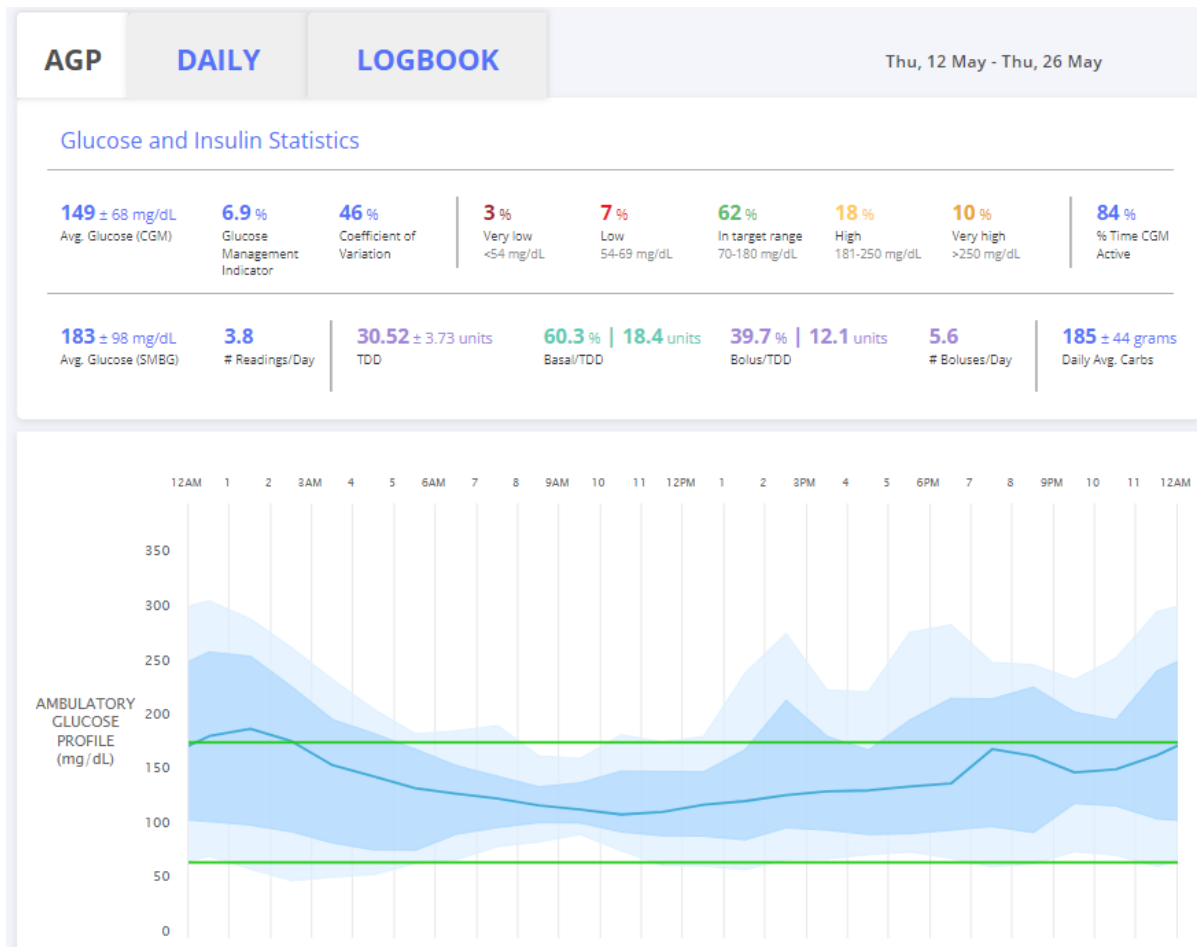 AGP DAILY LOGBOOK Thu, 12 May - Thu, 26 May
Glucose and Insulin Statistics
149 ± 68 mg/dL
Avg. Glucose (CGM)
6.9 %
Glucose
Management
Indicator
46 %
Coefficient of
Variation
3 %
Very low
<54 mg/dL
7 %
Low
54-69 mg/dL
62 %
In target range
70-180 mg/dL
18 %
High
181-250 mg/dL
10 %
Very high
>250 mg/dL
84 %
% Time CGM
Active
183 ± 98 mg/dL
Avg. Glucose (SMBG)
3.8
# Readings/Day
30.52 ± 3.73 units
TDD
60.3 % | 18.4 units
Basal/TDD
39.7 % | 12.1 units
Bolus/TDD
5.6
# Boluses/Day
185 ± 44 grams
Daily Avg. Carbs
12AM 1 2 3AM 4 5 6AM 7 8 9AM 10 11 12PM 1 2 3PM 4 5 6PM 7 8 9PM 10 11 12AM
350
300
250
200
150
100
50
0
AMBULATORY
GLUCOSE
PROFILE
(mg/dL)